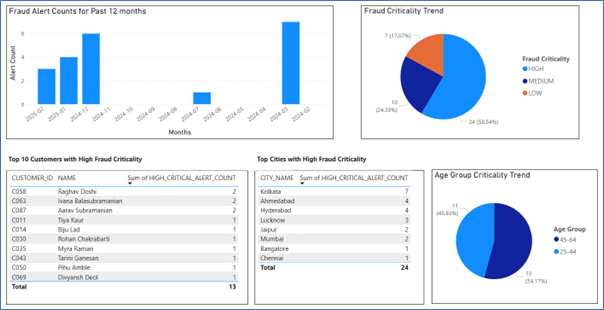 Fraud Alert Counts for Past 12 months
Alert Count
6
4
2
0
2025-02
2025-01
2024-12
2024-11
2024-10
2024-09
2024-08
2024-07
2024-06
2024-05
2024-04
2024-03
2024-02
Months
Fraud Criticality Trend
7 (17.07%)
10
(24.39%)
24 (58.54%)
Fraud Criticality
HIGH
MEDIUM
LOW
Top 10 Customers with High Fraud Criticality
CUSTOMER_ID NAME Sum of HIGH_CRITICAL_ALERT_COUNT
C058 Raghav Doshi 2
C063 Ivana Balasubramanian 2
C087 Aarav Subramanian 2
C011 Tiya Kaur 1
C014 Biju Lad 1
C030 Rohan Chakrabarti 1
C035 Myra Raman 1
C043 Tarini Ganesan 1
C050 Pihu Amble 1
C069 Divyansh Deol 1
Total 13
Top Cities with High Fraud Criticality
CITY_NAME Sum of HIGH_CRITICAL_ALERT_COUNT
Kolkata 7
Ahmedabad 4
Hyderabad 4
Lucknow 3
Jaipur 2
Mumbai 2
Bangalore 1
Chennai 1
Total 24
Age Group Criticality Trend
11
(45.83%)
13
(54.17%)
Age Group
45-64
25-44